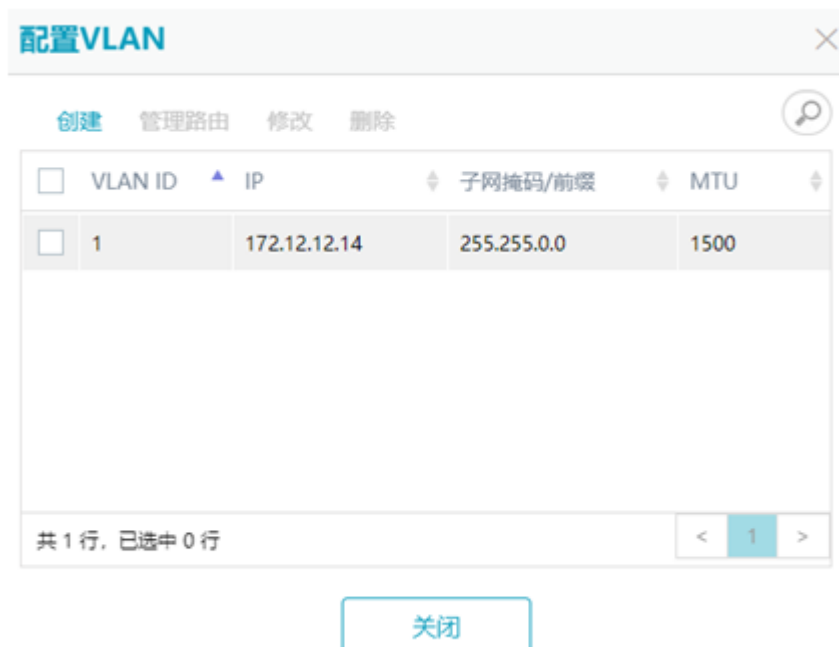 配置VLAN
创建 管理路由 修改 删除
VLAN ID IP 子网掩码/前缀 MTU
1 172.12.12.14 255.255.0.0 1500
共 1 行, 已选中 0 行 < 1 >
关闭